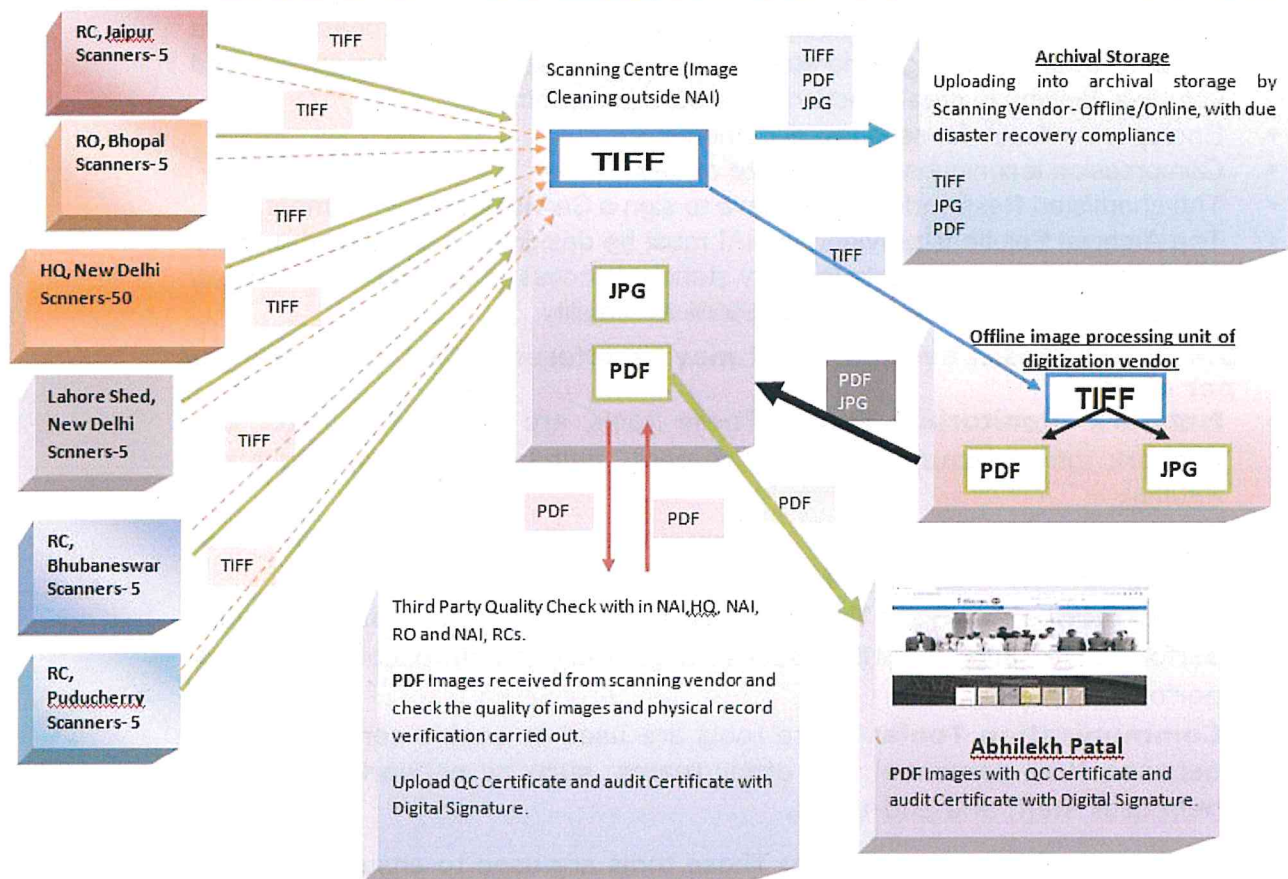 RC, Jaipur
Scanners-5
RO, Bhopal
Scanners-5
HQ, New Delhi
Scnners-50
Lahore Shed,
New Delhi
Scnners-5
RC,
Bhubaneswar
Scanners- 5
RC,
Puducherry
Scanners-5
TIFF
TIFF
TIFF
TIFF
TIFF
TIFF
Scanning Centre (Image
Cleaning outside NAI)
TIFF
JPG
PDF
TIFF
PDF
JPG
Archival Storage
Uploading into archival storage by
Scanning Vendor- Offline/Online, with due
disaster recovery compliance
TIFF
JPG
PDF
TIFF
Offline image processing unit of
digitization vendor
TIFF
PDF
JPG
PDF
JPG
PDF
PDF
PDF
Third Party Quality Check with in NAI,HQ, NAI,
RO and NAI, RCs.
PDF Images received from scanning vendor and
check the quality of images and physical record
verification carried out.
Upload QC Certificate and audit Certificate with
Digital Signature.
Abhilekh Patal
PDF Images with QC Certificate and
audit Certificate with Digital Signature.